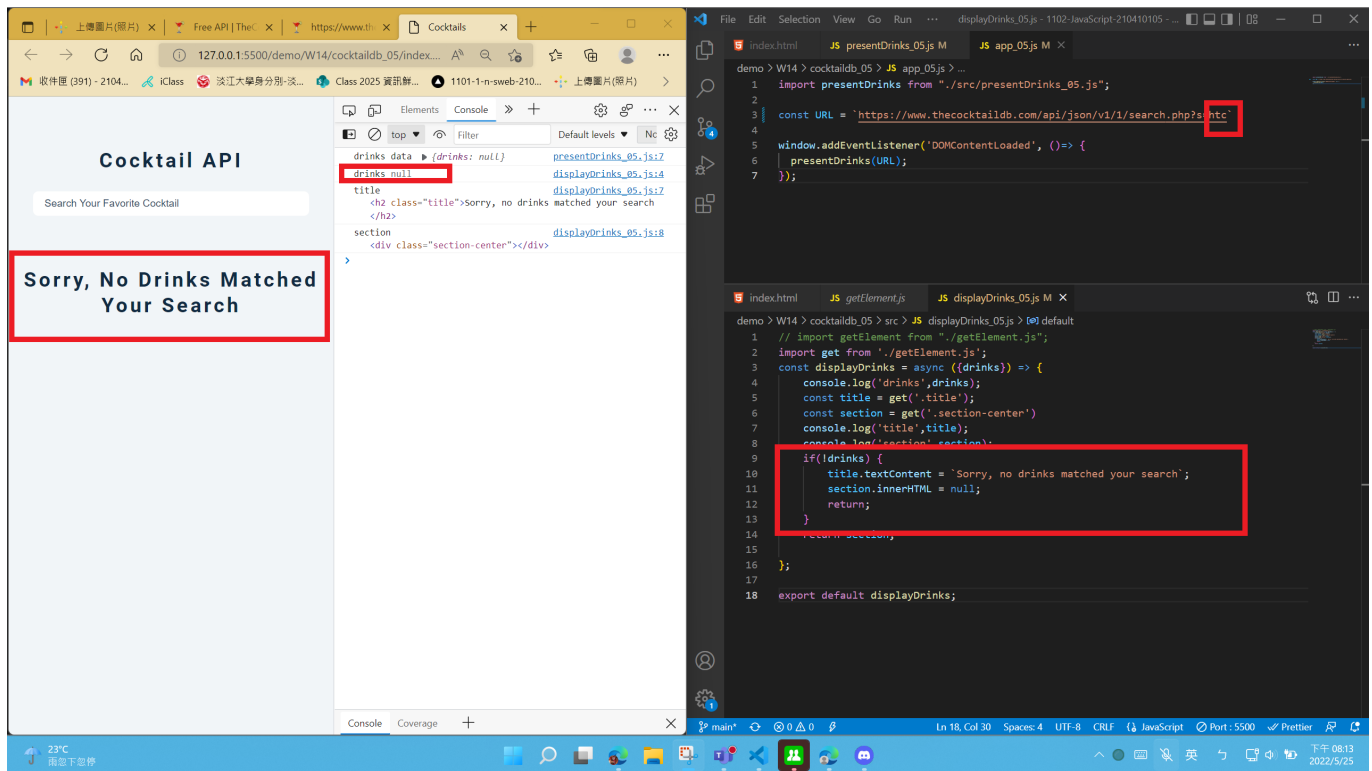 上傳圖片(照片)
Free API | TheC
https://www.th
Cocktails
127.0.0.1:5500/demo/W14/cocktaildb_05/index....
收件匣 (391) - 2104...
iClass
淡江大學身分別-淡...
Class 2025 資訊鮮...
1101-1-n-sweb-210...
上傳圖片(照片)
Cocktail API
Search Your Favorite Cocktail
Sorry, No Drinks Matched
Your Search
Elements
Console
top
Filter
Default levels
Nc
drinks data {drinks: null}
presentDrinks_05.js:7
drinks null
displayDrinks_05.js:4
title
displayDrinks_05.js:7
<h2 class="title">Sorry, no drinks matched your search
</h2>
section
displayDrinks_05.js:8
<div class="section-center"></div>
Console
Coverage
File Edit Selection View Go Run ··· displayDrinks_05.js - 1102-JavaScript-210410105 - ...
index.html
JS presentDrinks_05.js M
JS app_05.js M
demo > W14 > cocktaildb_05 > JS app_05.js > ...
1 import presentDrinks from "./src/presentDrinks_05.js";
2
3 const URL = `https://www.thecocktaildb.com/api/json/v1/1/search.php?s=htc`
4
5 window.addEventListener('DOMContentLoaded', ()=> {
6 presentDrinks(URL);
7 });
index.html
JS getElement.js
JS displayDrinks_05.js M
demo > W14 > cocktaildb_05 > src > JS displayDrinks_05.js > default
1 // import getElement from "./getElement.js";
2 import get from './getElement.js';
3 const displayDrinks = async ({drinks}) => {
4 console.log('drinks',drinks);
5 const title = get('.title');
6 const section = get('.section-center')
7 console.log('title',title);
8 console.log('section',section);
9 if(!drinks) {
10 title.textContent = `Sorry, no drinks matched your search`;
11 section.innerHTML = null;
12 return;
13 }
14 return section;
15
16 };
17
18 export default displayDrinks;
4
1
main* 0 0 Ln 18, Col 30 Spaces: 4 UTF-8 CRLF JavaScript Port : 5500 Prettier
23°C
雨忽下忽停
英
ㄅ
下午 08:13
2022/5/25